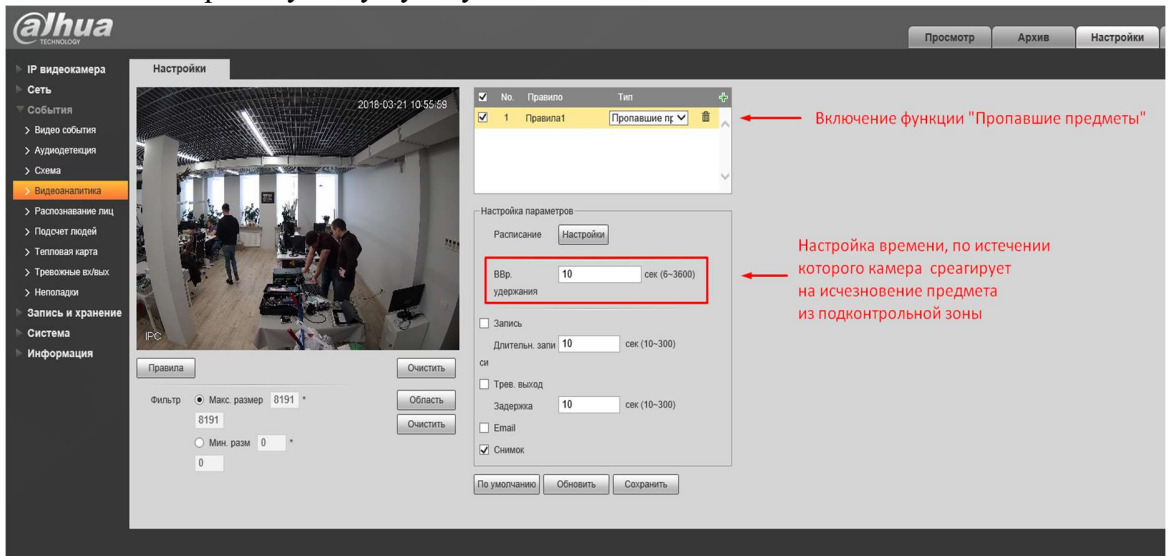 alhua
TECHNOLOGY
Просмотр
Архив
Настройки
IP видеокамера
Сеть
События
Видео события
Аудиодетекция
Схема
Видеоаналитика
Распознавание лиц
Подсчет людей
Тепловая карта
Тревожные вх/вых
Неполадки
Запись и хранение
Система
Информация
Настройки
2018-03-21 10:55:59
IPC
Правила
Очистить
Фильтр Макс. размер 8191 *
8191
Мин. разм 0 *
0
Область
Очистить
No. Правило Тип
1 Правила1 Пропавшие пр
Настройка параметров
Расписание Настройки
ВВр. 10 сек (6~3600)
удержания
Запись
Длительн. запи 10 сек (10~300)
си
Трев. выход
Задержка 10 сек (10~300)
Email
Снимок
По умолчанию Обновить Сохранить
Включение функции "Пропавшие предметы"
Настройка времени, по истечении
которого камера среагирует
на исчезновение предмета
из подконтрольной зоны